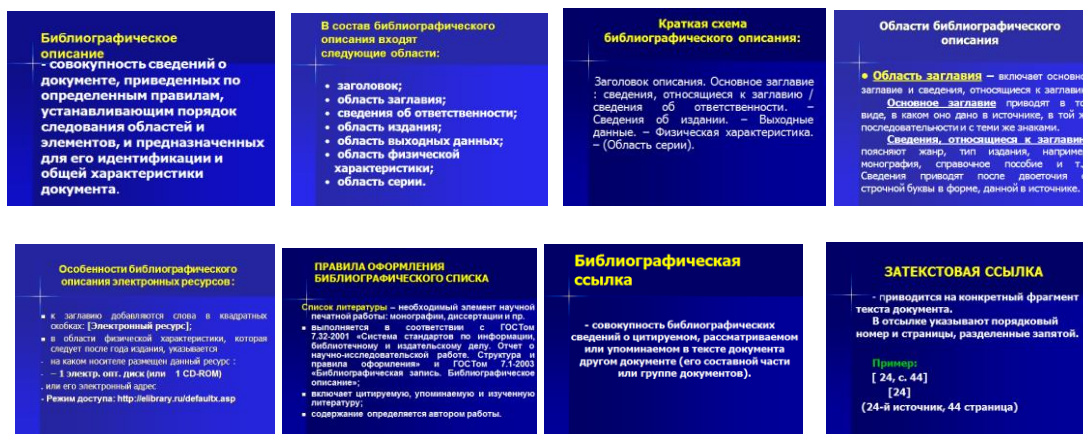 Библиографическое
описание
- совокупность сведений о
документе, приведенных по
определенным правилам,
устанавливающим порядок
следования областей и
элементов, и предназначенных
для его идентификации и
общей характеристики
документа.
В состав библиографического
описания входят
следующие области:
• заголовок;
• область заглавия;
• сведения об ответственности;
• область издания;
• область выходных данных;
• область физической
характеристики;
• область серии.
Краткая схема
библиографического описания:
Заголовок описания. Основное заглавие
: сведения, относящиеся к заглавию /
сведения об ответственности. –
Сведения об издании. – Выходные
данные. – Физическая характеристика.
– (Область серии).
Области библиографического
описания
• Область заглавия – включает основно
заглавие и сведения, относящиеся к заглави
Основное заглавие приводят в то
виде, в каком оно дано в источнике, в той ж
последовательности и с теми же знаками.
Сведения, относящиеся к заглавию
поясняют жанр, тип издания, наприме
монография, справочное пособие и т.
Сведения приводят после двоеточия с
строчной буквы в форме, данной в источнике.
Особенности библиографического
описания электронных ресурсов:
▪ к заглавию добавляются слова в квадратных
скобках: [Электронный ресурс];
▪ в области физической характеристики, которая
следует после года издания, указывается
- на каком носителе размещен данный ресурс :
- – 1 электр. опт. диск (или 1 CD-ROM)
. или его электронный адрес
- Режим доступа: http://elibrary.ru/defaultx.asp
ПРАВИЛА ОФОРМЛЕНИЯ
БИБЛИОГРАФИЧЕСКОГО СПИСКА
Список литературы – необходимый элемент научной
печатной работы: монографии, диссертации и пр.
▪ выполняется в соответствии с ГОСТом
7.32-2001 «Система стандартов по информации,
библиотечному и издательскому делу. Отчет о
научно-исследовательской работе. Структура и
правила оформления» и ГОСТом 7.1-2003
«Библиографическая запись. Библиографическое
описание»;
▪ включает цитируемую, упоминаемую и изученную
литературу;
▪ содержание определяется автором работы.
Библиографическая
ссылка
- совокупность библиографических
сведений о цитируемом, рассматриваемом
или упоминаемом в тексте документа
другом документе (его составной части
или группе документов).
ЗАТЕКСТОВАЯ ССЫЛКА
- приводится на конкретный фрагмент
текста документа.
В отсылке указывают порядковый
номер и страницы, разделенные запятой.
Пример:
[ 24, с. 44]
[24]
(24-й источник, 44 страница)